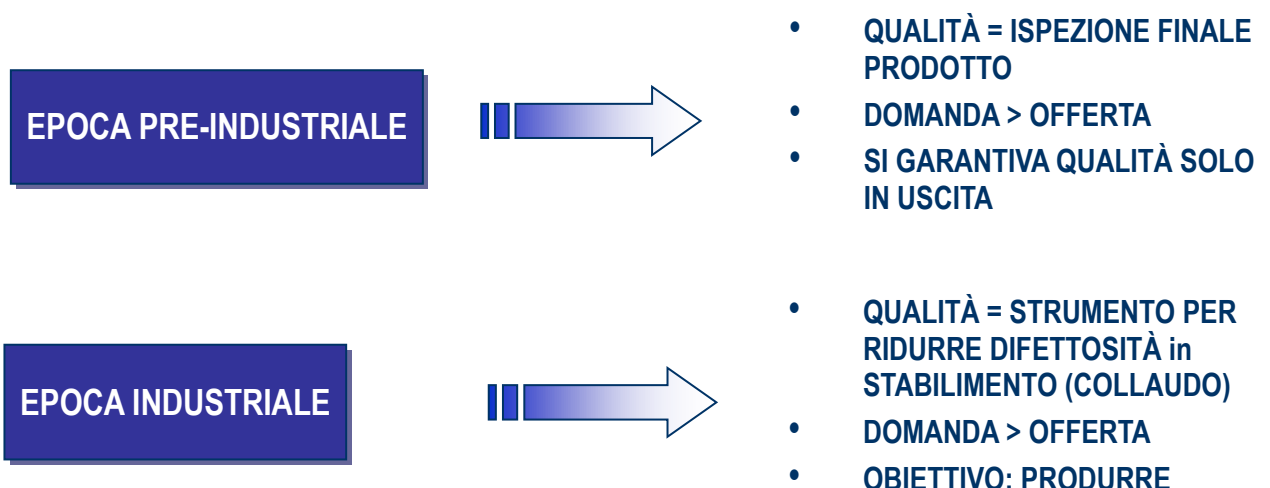 EPOCA PRE-INDUSTRIALE
• QUALITÀ = ISPEZIONE FINALE
PRODOTTO
• DOMANDA > OFFERTA
• SI GARANTIVA QUALITÀ SOLO
IN USCITA
EPOCA INDUSTRIALE
• QUALITÀ = STRUMENTO PER
RIDURRE DIFETTOSITÀ in
STABILIMENTO (COLLAUDO)
• DOMANDA > OFFERTA
• OBIETTIVO: PRODURRE